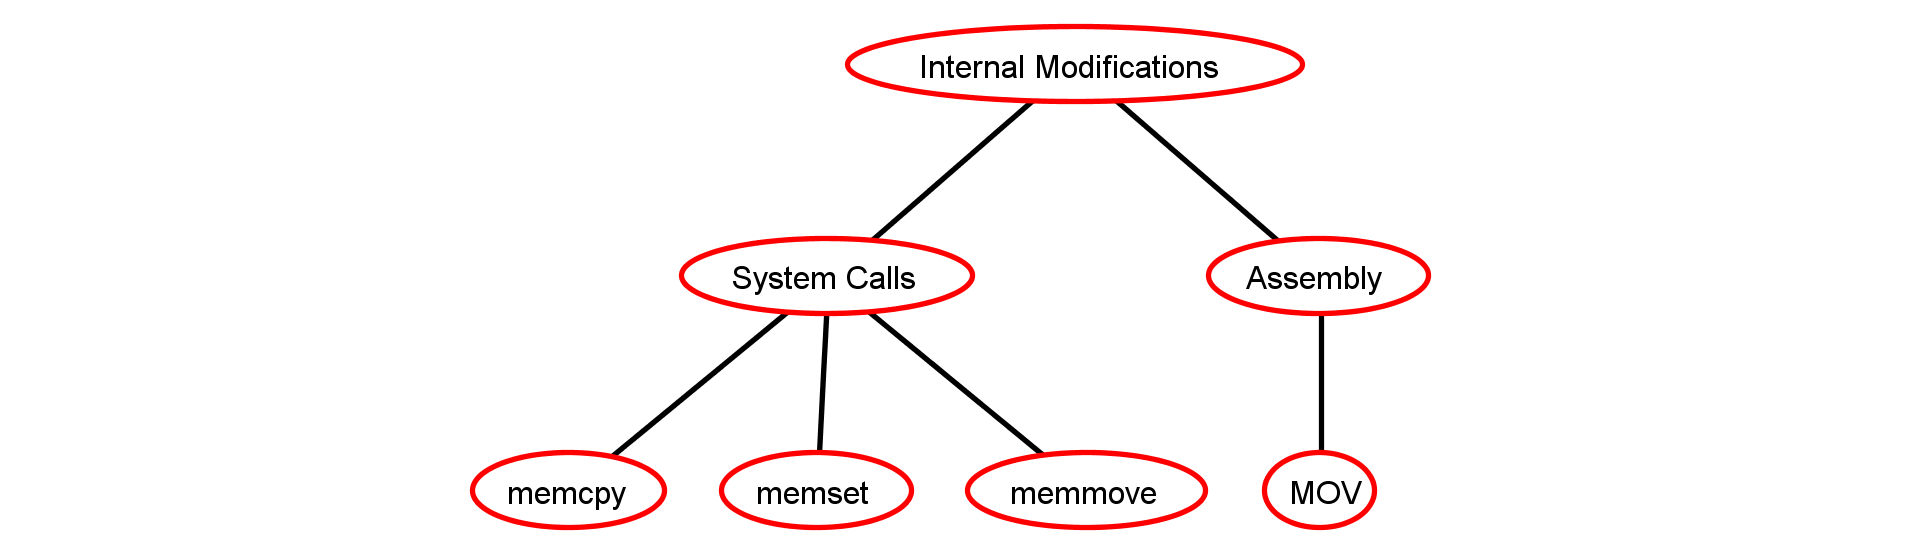 Internal Modifications
System Calls
Assembly
memcpy
memset
memmove
MOV